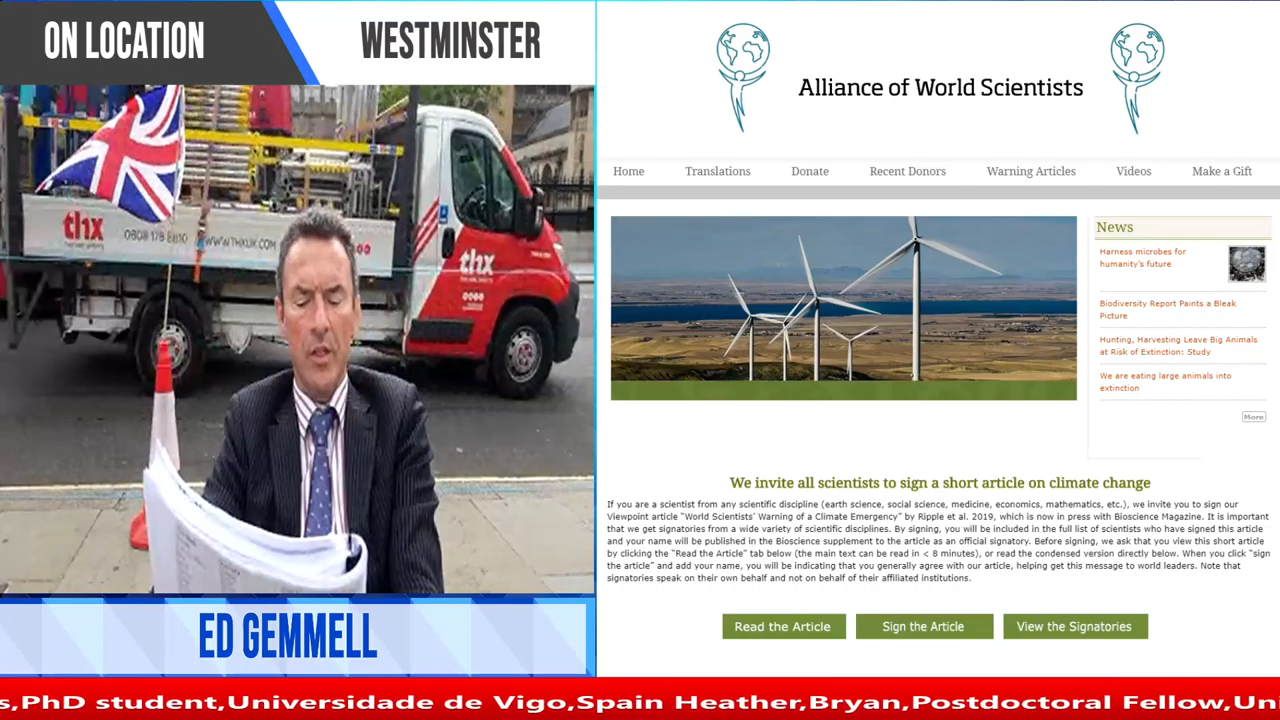 ON LOCATION
WESTMINSTER
thx
WWW.THXUK.COM
thx
ED GEMMELL
Alliance of World Scientists
Home
Translations
Donate
Recent Donors
Warning Articles
Videos
Make a Gift
News
Harness microbes for
humanity's future
Biodiversity Report Paints a Bleak
Picture
Hunting, Harvesting Leave Big Animals
at Risk of Extinction: Study
We are eating large animals into
extinction
More
We invite all scientists to sign a short article on climate change
If you are a scientist from any scientific discipline (earth science, social science, medicine, economics, mathematics, etc.), we invite you to sign our
Viewpoint article “World Scientists’ Warning of a Climate Emergency” by Ripple et al. 2019, which is now in press with Bioscience Magazine. It is important
that we get signatories from a wide variety of scientific disciplines. By signing, you will be included in the full list of scientists who have signed this article
and your name will be published in the Bioscience supplement to the article as an official signatory. Before signing, we ask that you view this short article
by clicking the “Read the Article” tab below (the main text can be read in < 8 minutes), or read the condensed version directly below. When you click “sign
the article” and add your name, you will be indicating that you generally agree with our article, helping get this message to world leaders. Note that
signatories speak on their own behalf and not on behalf of their affiliated institutions.
Read the Article
Sign the Article
View the Signatories
s,PhD student,Universidade de Vigo,Spain Heather,Bryan,Postdoctoral Fellow,Uni